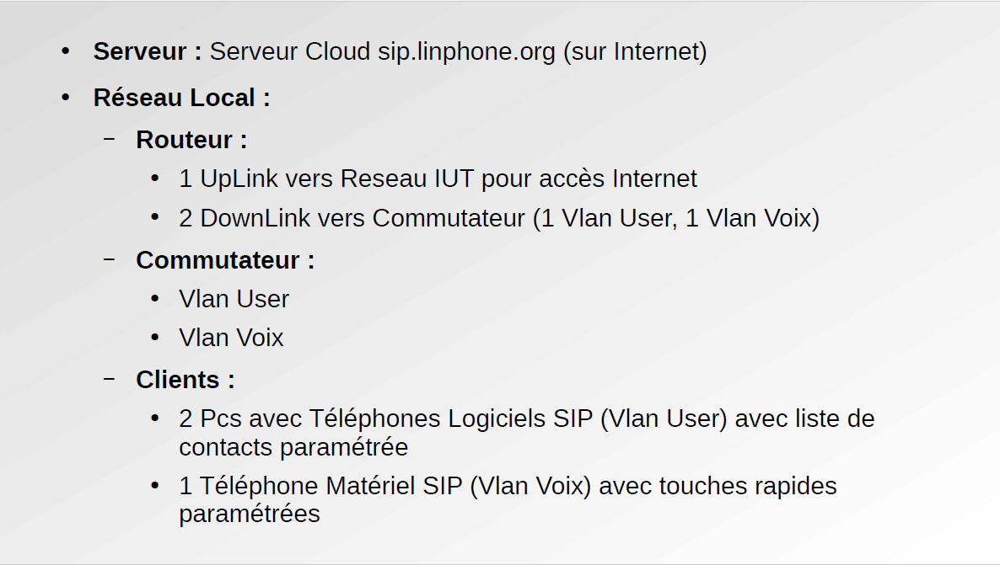 • Serveur : Serveur Cloud sip.linphone.org (sur Internet)
• Réseau Local :
– Routeur :
• 1 UpLink vers Reseau IUT pour accès Internet
• 2 DownLink vers Commutateur (1 Vlan User, 1 Vlan Voix)
– Commutateur :
• Vlan User
• Vlan Voix
– Clients :
• 2 Pcs avec Téléphones Logiciels SIP (Vlan User) avec liste de
contacts paramétrée
• 1 Téléphone Matériel SIP (Vlan Voix) avec touches rapides
paramétrées